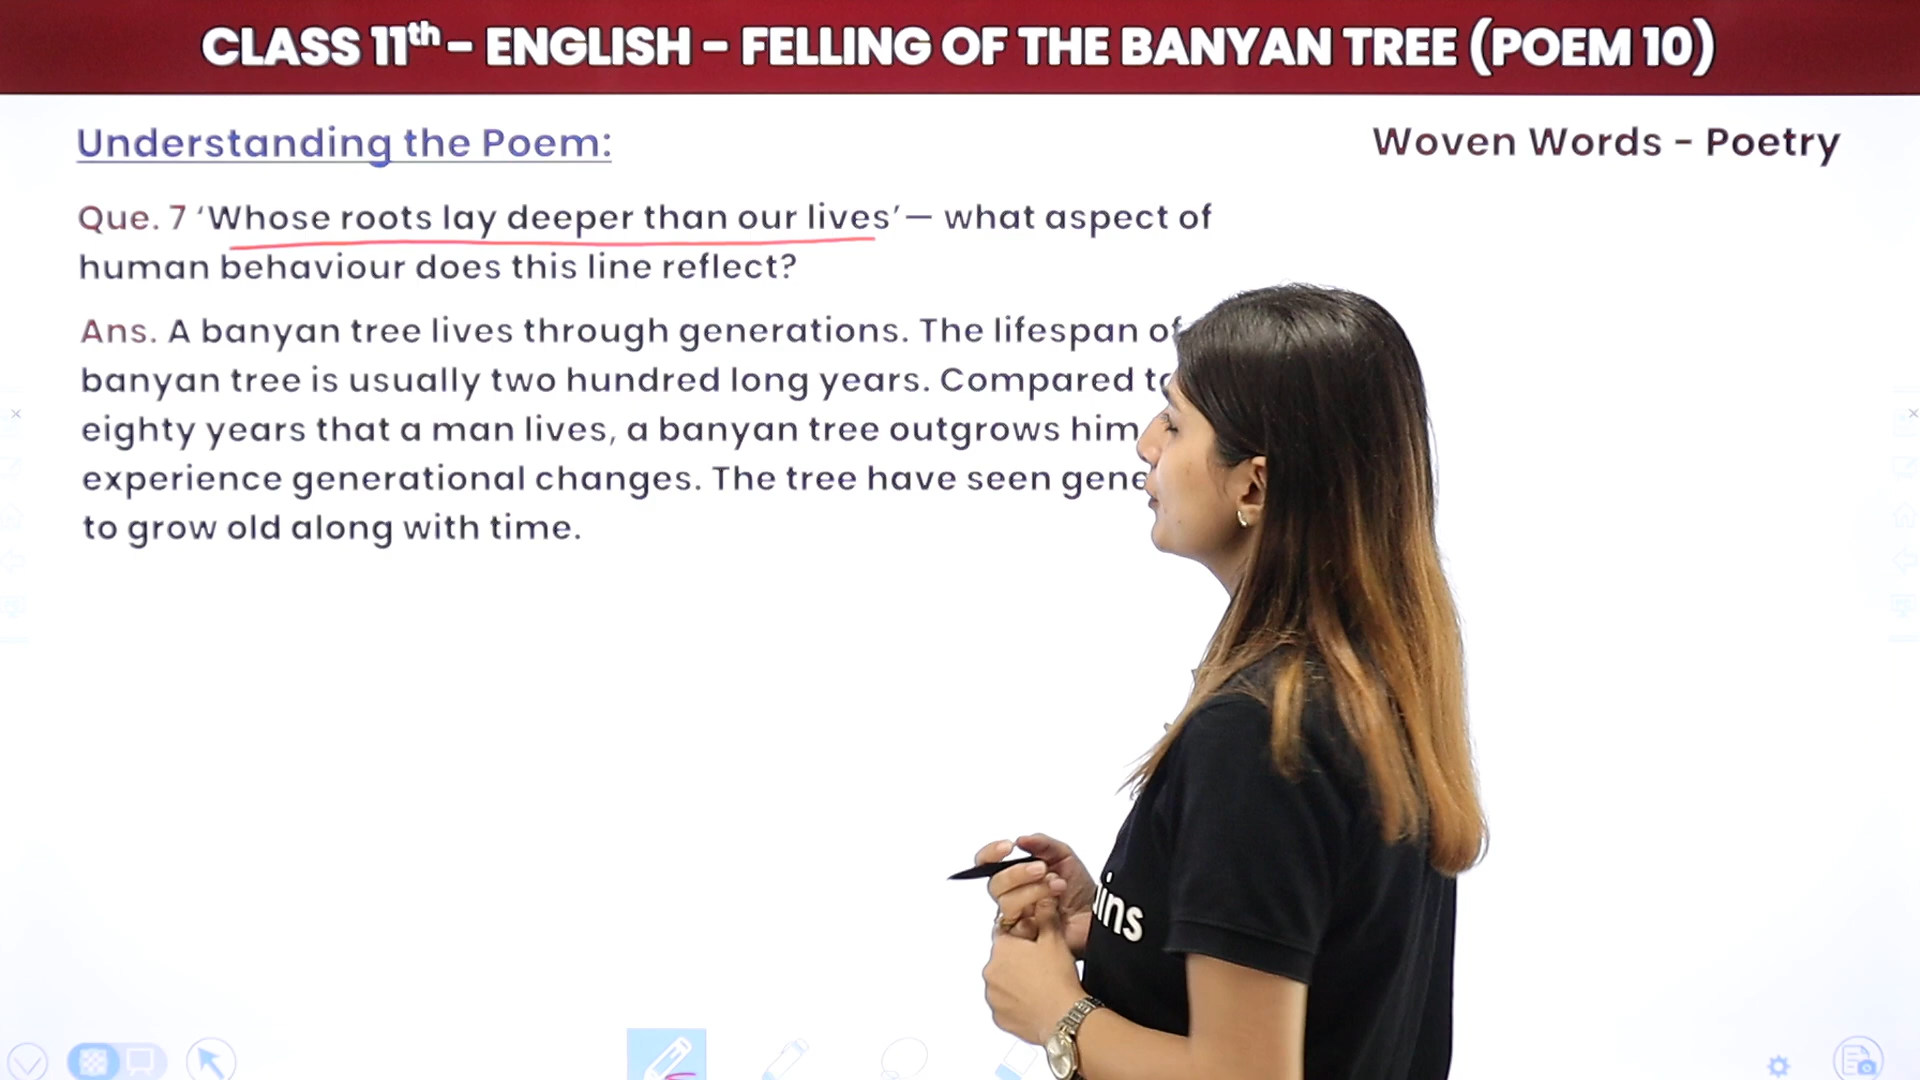 CLASS 11th – ENGLISH – FELLING OF THE BANYAN TREE (POEM 10)
Understanding the Poem:
Woven Words – Poetry
Que. 7 ‘Whose roots lay deeper than our lives’— what aspect of
human behaviour does this line reflect?
Ans. A banyan tree lives through generations. The lifespan of
banyan tree is usually two hundred long years. Compared to
eighty years that a man lives, a banyan tree outgrows him
experience generational changes. The tree have seen
to grow old along with time.